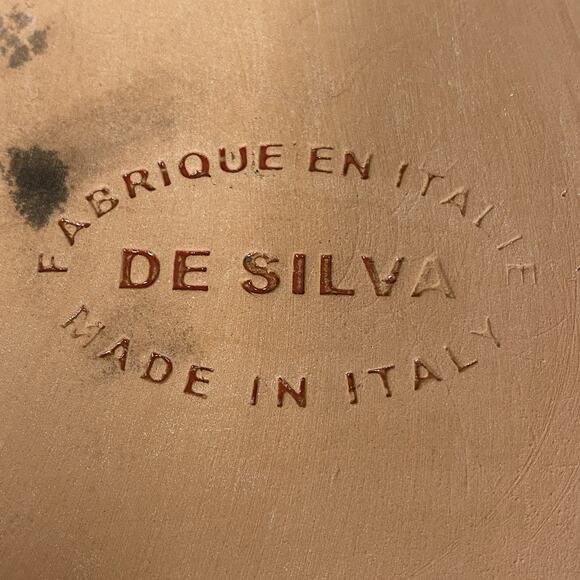 FABRIQUE EN ITALIE
DE SILVA
MADE IN ITALY